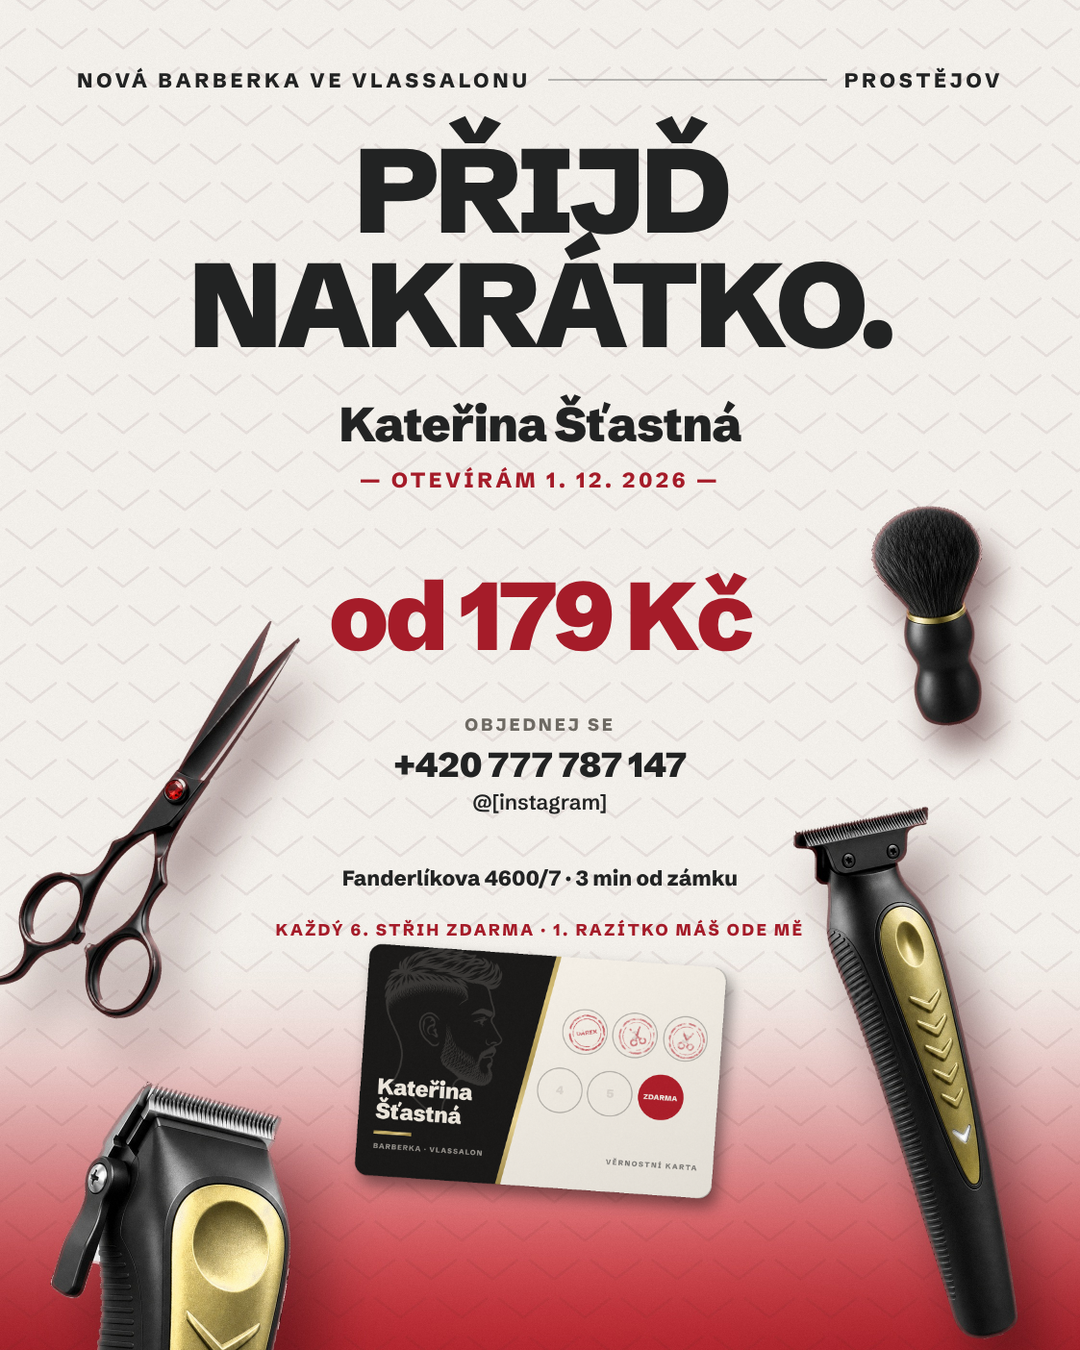 NOVÁ BARBERKA VE VLASSALONU
PROSTĚJOV
PŘIJĎ
NAKRÁTKO.
Kateřina Šťastná
— OTEVÍRÁM 1. 12. 2026 —
od 179 Kč
OBJEDNEJ SE
+420 777 787 147
@[instagram]
Fanderlíkova 4600/7 · 3 min od zámku
KAŽDÝ 6. STŘIH ZDARMA · 1. RAZÍTKO MÁŠ ODE MĚ
Kateřina
Šťastná
BARBERKA · VLASSALON
4
5
ZDARMA
VĚRNOSTNÍ KARTA